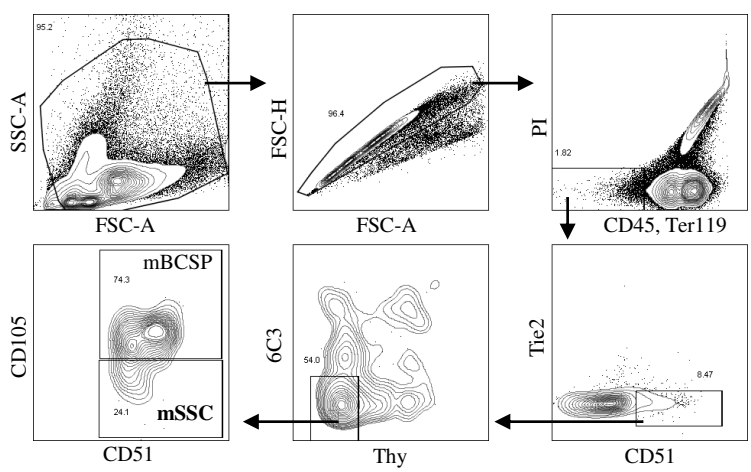 95.2
SSC-A
FSC-A
96.4
FSC-H
FSC-A
1.82
PI
CD45, Ter119
mBCSP
74.3
CD105
24.1
mSSC
CD51
6C3
54.0
Thy
Tie2
8.47
CD51